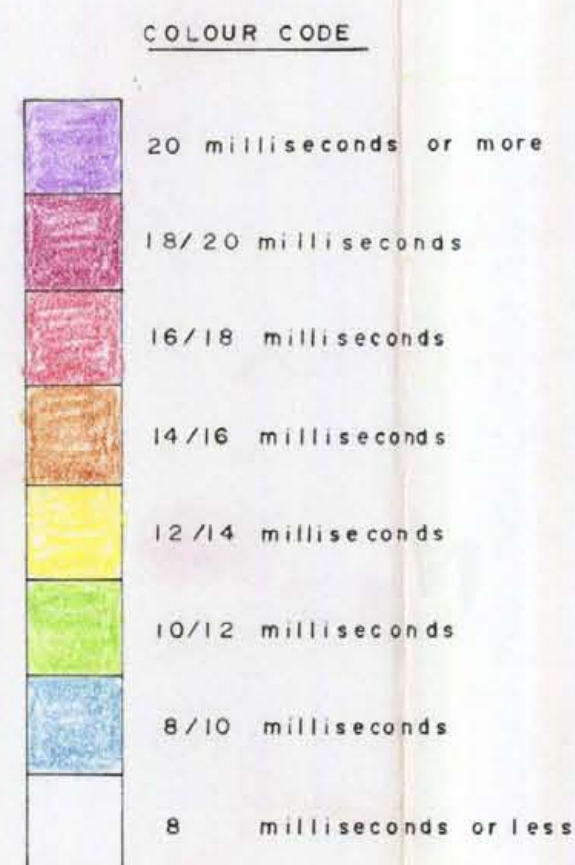 COLOUR CODE
20 milliseconds or more
18/20 milliseconds
16/18 milliseconds
14/16 milliseconds
12/14 milliseconds
10/12 milliseconds
8/10 milliseconds
8 milliseconds or less